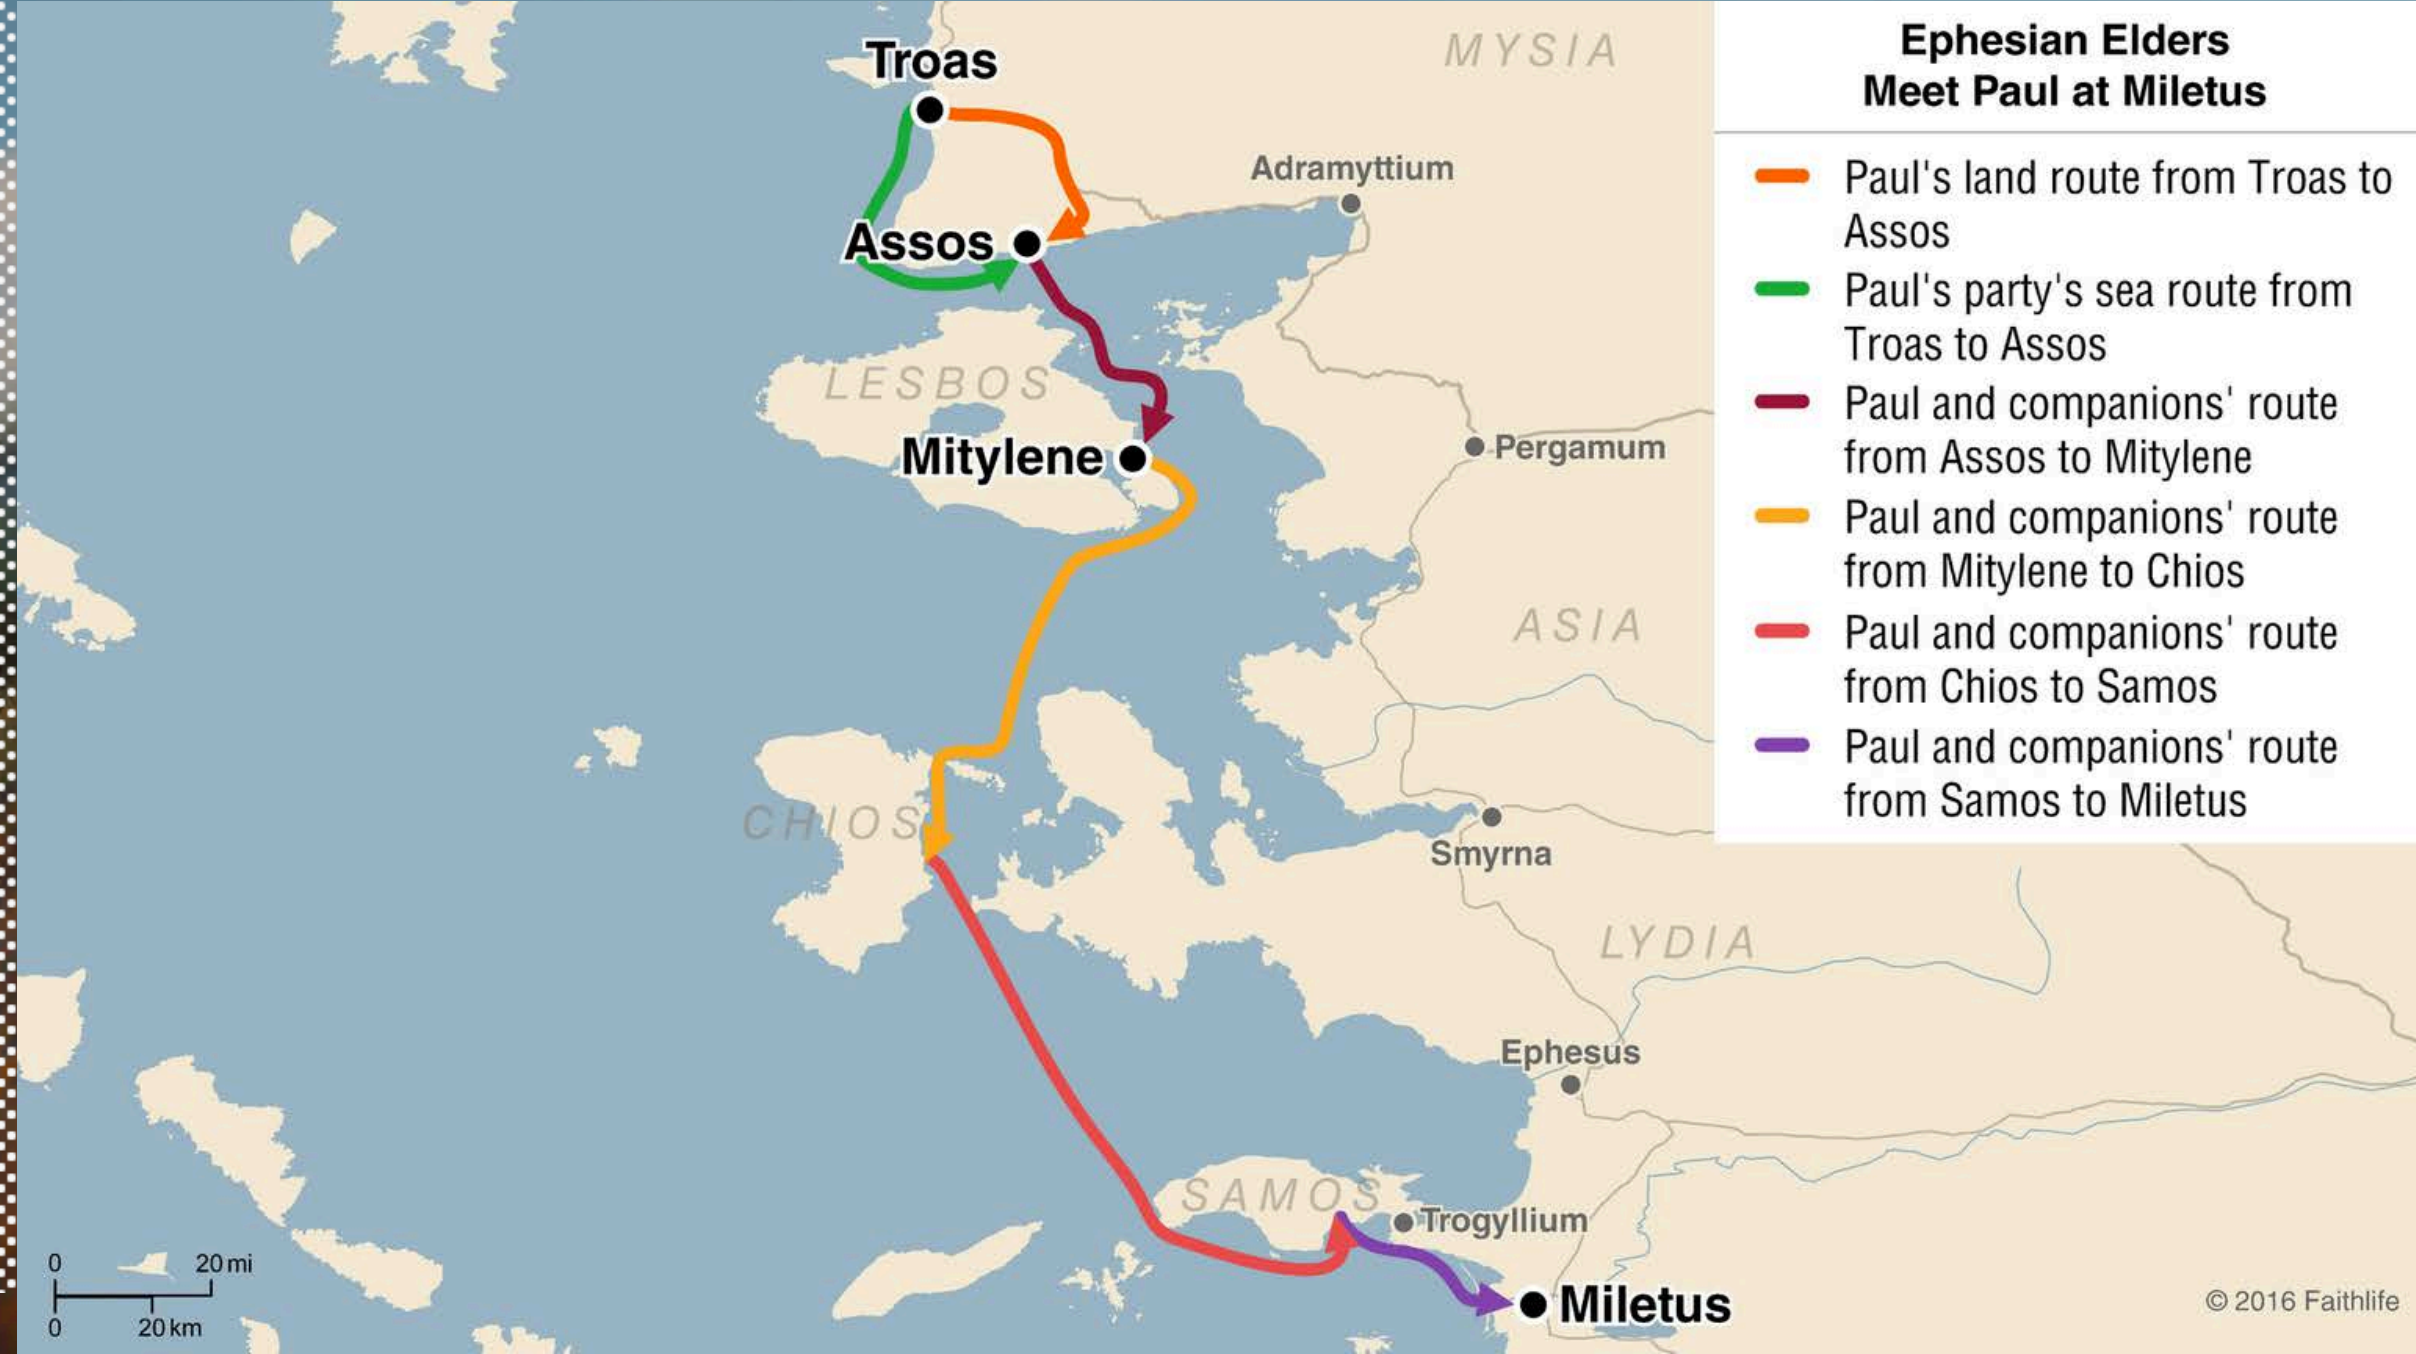 Ephesian Elders
Meet Paul at Miletus
Paul's land route from Troas to
Assos
Paul's party's sea route from
Troas to Assos
Paul and companions' route
from Assos to Mitylene
Paul and companions' route
from Mitylene to Chios
Paul and companions' route
from Chios to Samos
Paul and companions' route
from Samos to Miletus
MYSIA
Troas
Adramyttium
Assos
LESBOS
Mitylene
Pergamum
ASIA
CHIOS
Smyrna
LYDIA
Ephesus
SAMOS
Trogyllium
Miletus
0 20 mi
0 20 km
© 2016 Faithlife